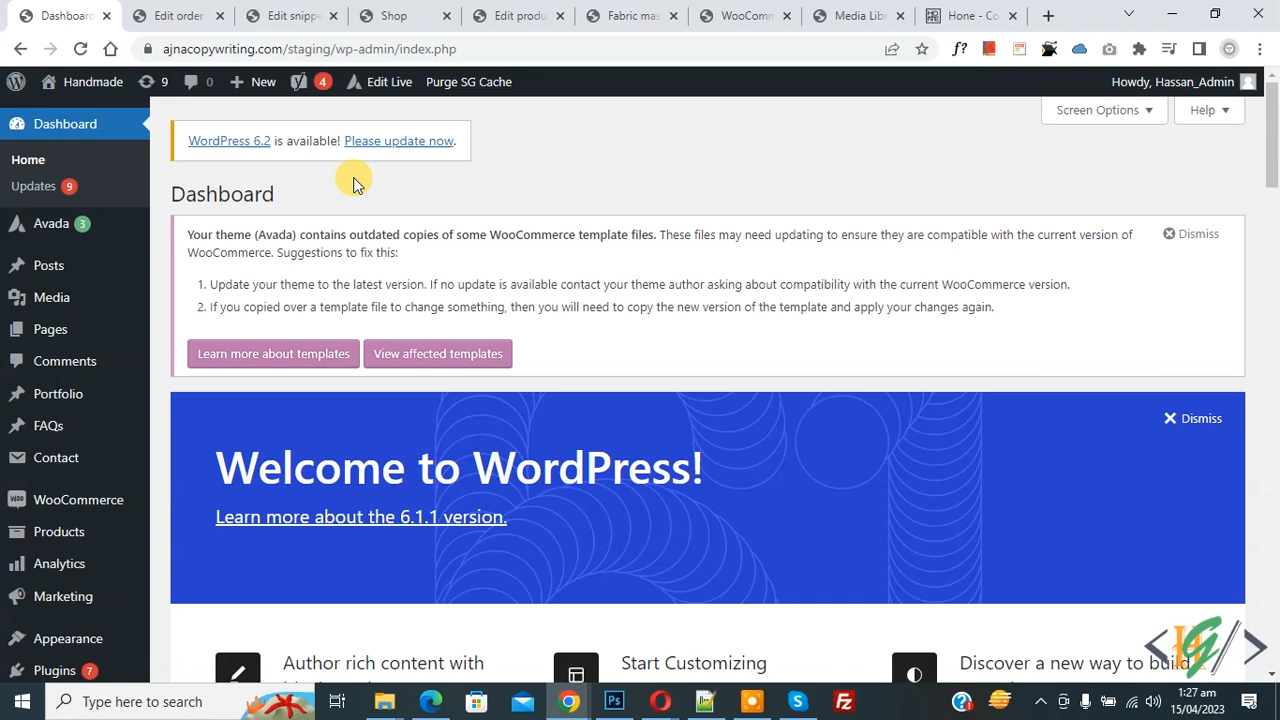 Dashboard
Edit order
Edit snippe
Shop
Edit produ
Fabric mas
WooComm
Media Libr
Hone - Co
ajnacopywriting.com/staging/wp-admin/index.php
Handmade
9
0
New
4
Edit Live
Purge SG Cache
Howdy, Hassan_Admin
Dashboard
Home
Updates 9
Avada 3
Posts
Media
Pages
Comments
Portfolio
FAQs
Contact
WooCommerce
Products
Analytics
Marketing
Appearance
Plugins 7
Screen Options
Help
WordPress 6.2 is available! Please update now.
Dashboard
Your theme (Avada) contains outdated copies of some WooCommerce template files. These files may need updating to ensure they are compatible with the current version of
WooCommerce. Suggestions to fix this:
Dismiss
1. Update your theme to the latest version. If no update is available contact your theme author asking about compatibility with the current WooCommerce version.
2. If you copied over a template file to change something, then you will need to copy the new version of the template and apply your changes again.
Learn more about templates
View affected templates
Dismiss
Welcome to WordPress!
Learn more about the 6.1.1 version.
Author rich content with
Start Customizing
Discover a new way to build
Type here to search
1:27 am
15/04/2023